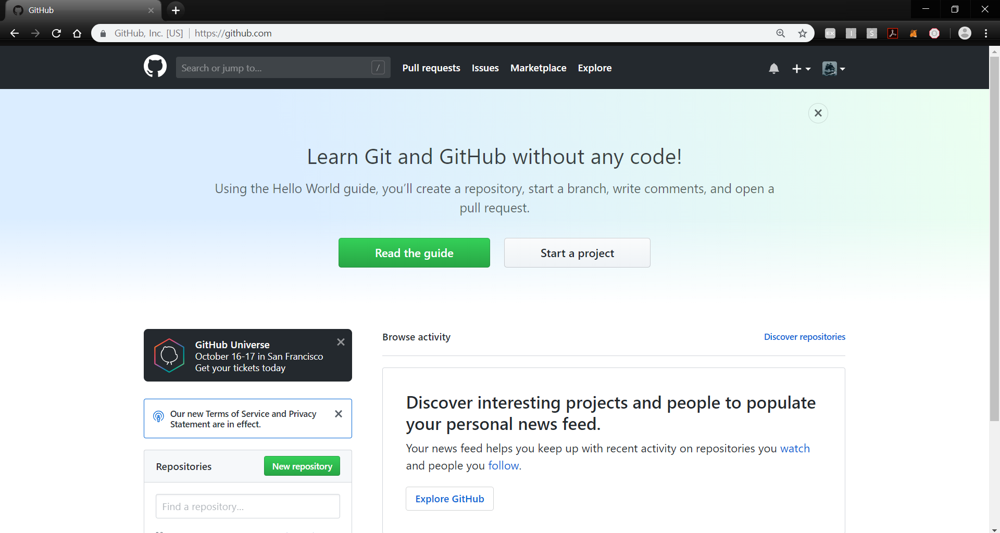 GitHub
GitHub, Inc. [US] https://github.com
EX I S
Search or jump to... /
Pull requests Issues Marketplace Explore
Learn Git and GitHub without any code!
Using the Hello World guide, you’ll create a repository, start a branch, write comments, and open a
pull request.
Read the guide
Start a project
GitHub Universe
October 16-17 in San Francisco
Get your tickets today
Our new Terms of Service and Privacy
Statement are in effect.
Repositories
New repository
Find a repository...
Browse activity
Discover repositories
Discover interesting projects and people to populate
your personal news feed.
Your news feed helps you keep up with recent activity on repositories you watch
and people you follow.
Explore GitHub